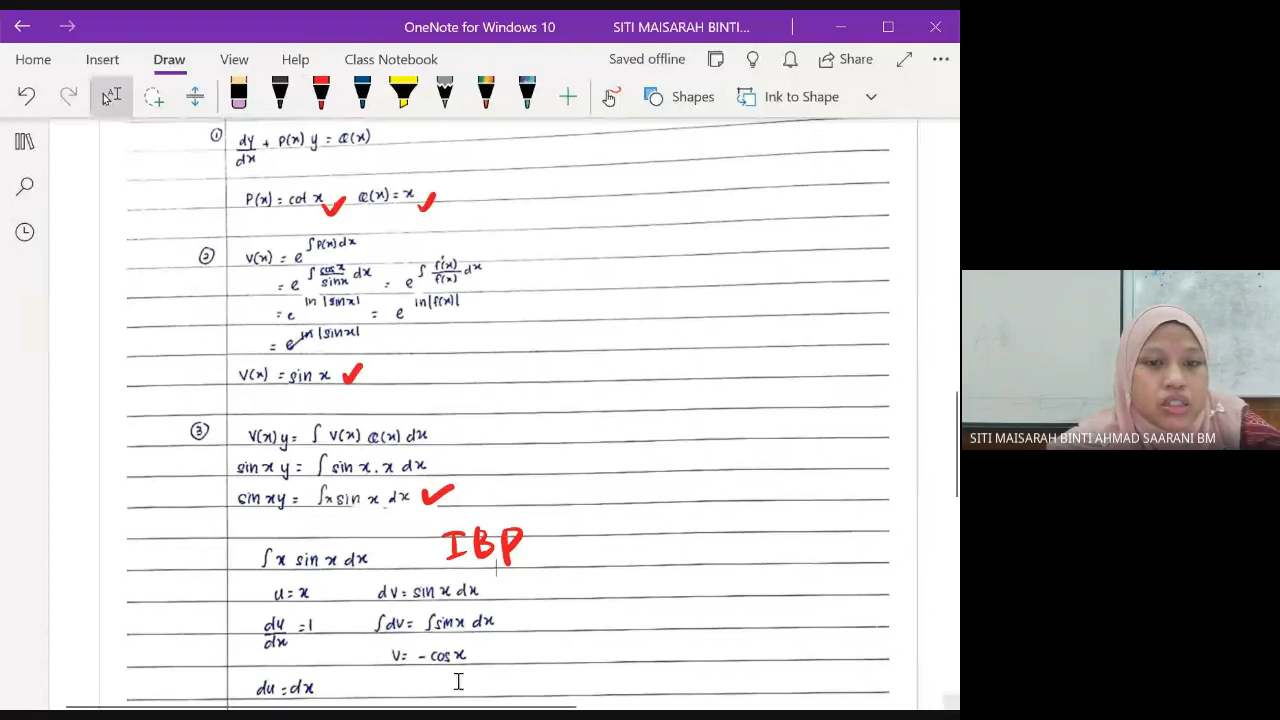 OneNote for Windows 10 SITI MAISARAH BINTI...
Home Insert Draw View Help Class Notebook Saved offline Share
Shapes Ink to Shape
① dy/dx + P(x) y = Q(x)
P(x) = cot x ✓ Q(x) = x ✓
② V(x) = e^∫P(x)dx
= e^∫ cos x/sin x dx = e^∫ f'(x)/f(x) dx
= e^ln |sin x| = e^ln|f(x)|
= e^ln |sin x|
V(x) = sin x ✓
③ V(x)y = ∫ V(x) Q(x) dx
sin x y = ∫ sin x . x dx
sin xy = ∫x sin x dx ✓
IBP
∫ x sin x dx
u = x dv = sin x dx
du/dx = 1 ∫dv = ∫sin x dx
V = - cos x
du = dx
SITI MAISARAH BINTI AHMAD SAARANI BM